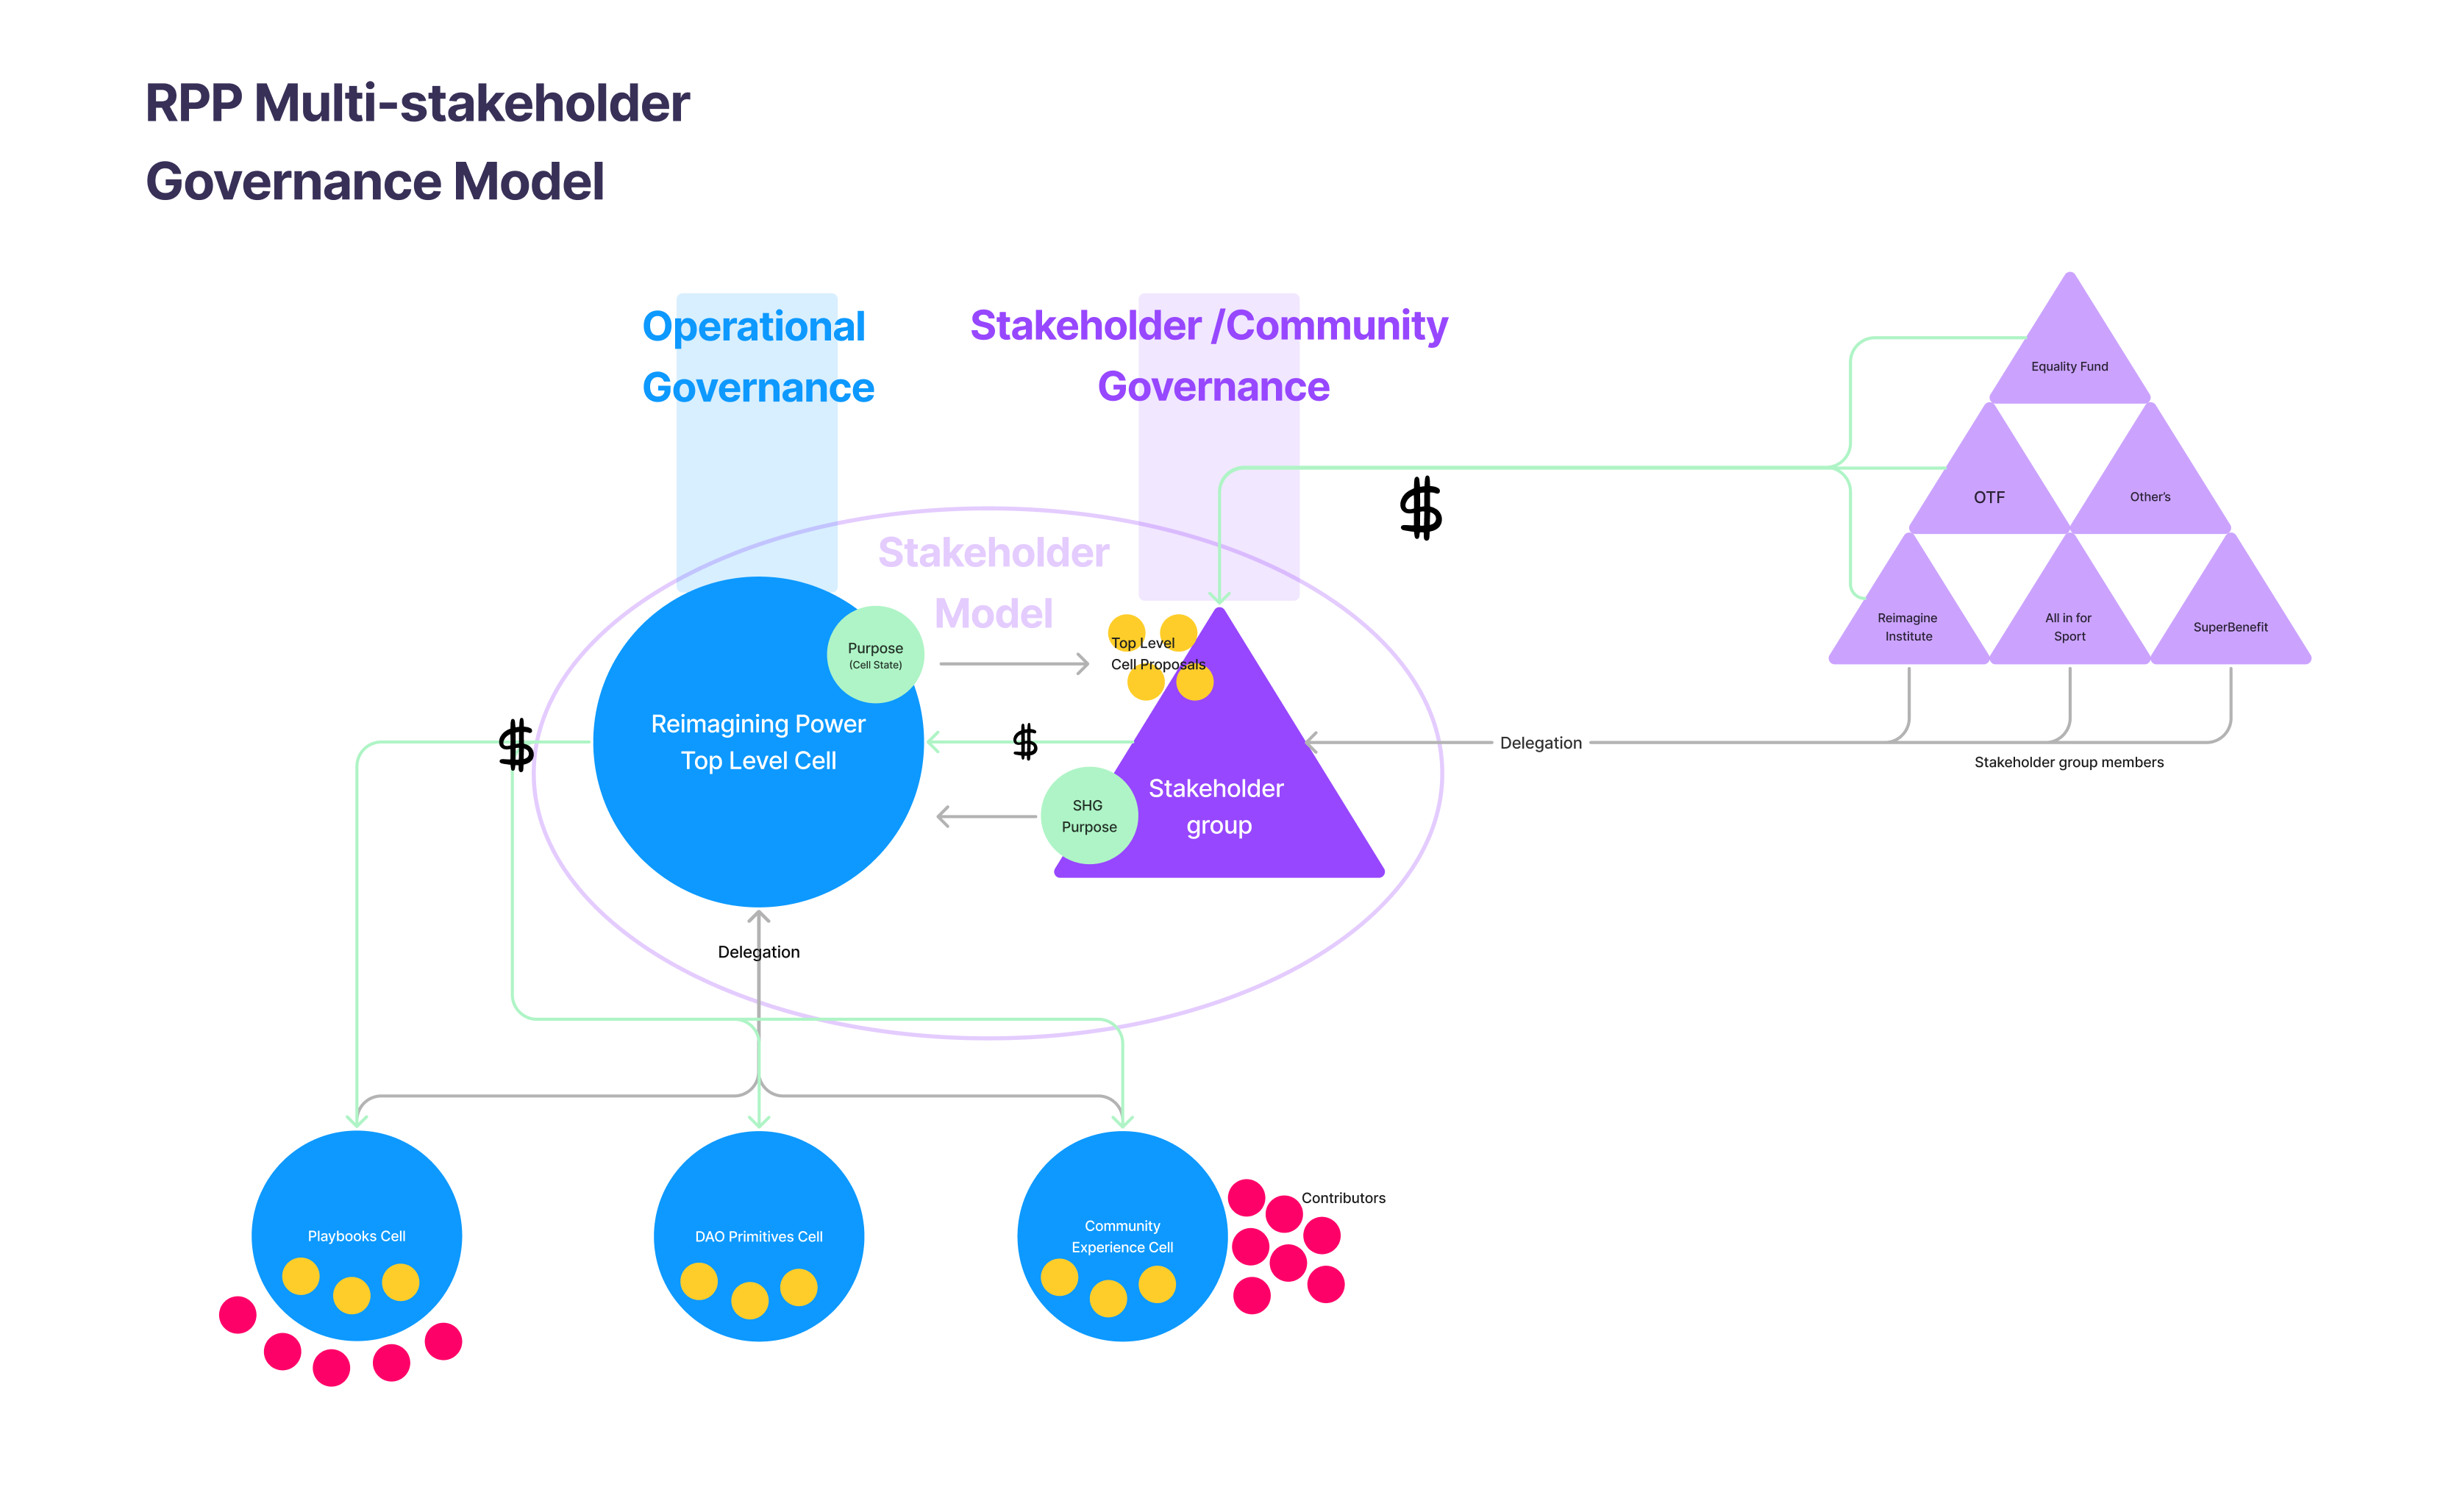 RPP Multi-stakeholder
Governance Model
Operational
Governance
Stakeholder /Community
Governance
Stakeholder
Model
Equality Fund
OTF
Other's
Reimagine
Institute
All in for
Sport
SuperBenefit
$
Purpose
(Cell State)
Top Level
Cell Proposals
Reimagining Power
Top Level Cell
$
$
Delegation
Stakeholder group members
SHG
Purpose
Stakeholder
group
Delegation
Playbooks Cell
DAO Primitives Cell
Community
Experience Cell
Contributors